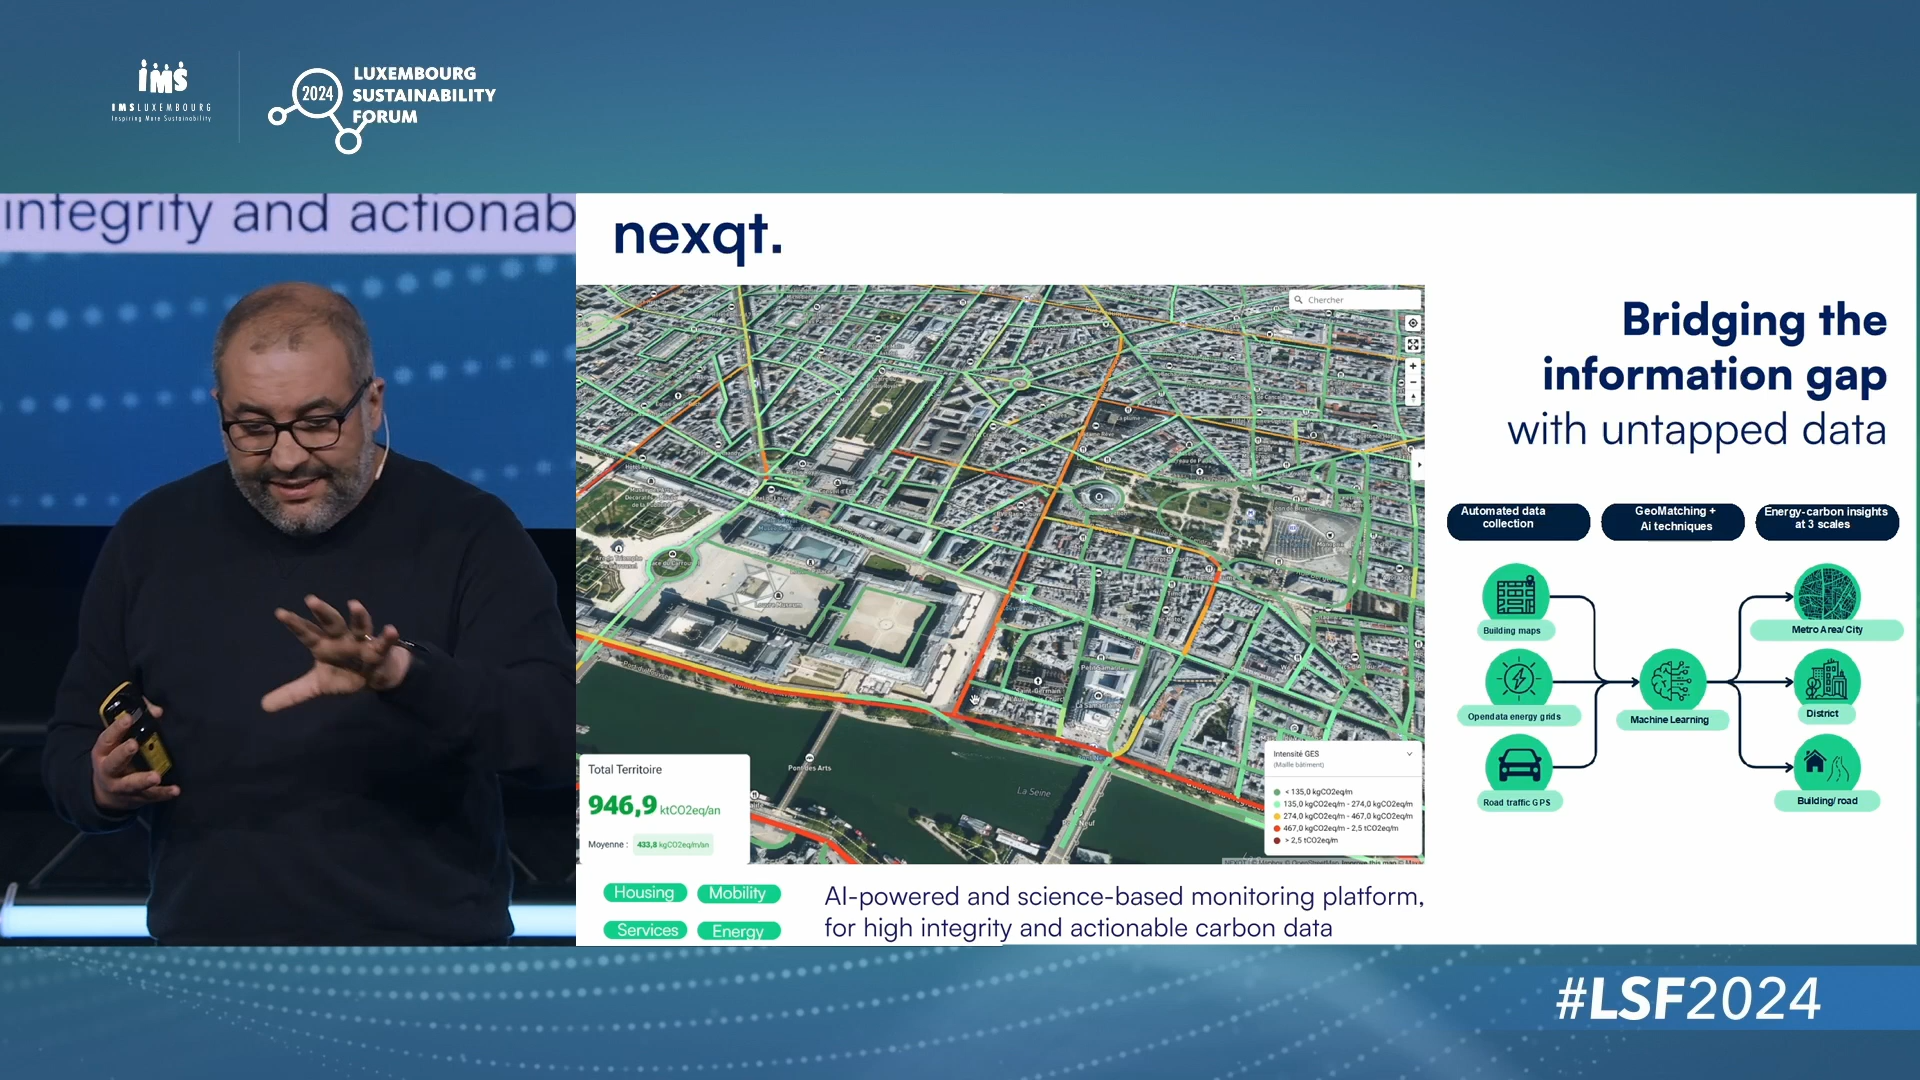 iMS
IMSLUXEMBOURG
Inspiring More Sustainability
2024
LUXEMBOURG
SUSTAINABILITY
FORUM
integrity and actionab
nexqt.
Chercher
Louvre Museum
Pont des Arts
La Seine
Total Territoire
946,9 ktCO2eq/an
Moyenne : 433,8 kgCO2eq/m/an
Intensité GES
(Maille bâtiment)
< 135,0 kgCO2eq/m
135,0 kgCO2eq/m - 274,0 kgCO2eq/m
274,0 kgCO2eq/m - 467,0 kgCO2eq/m
467,0 kgCO2eq/m - 2,5 tCO2eq/m
> 2,5 tCO2eq/m
Housing
Mobility
Services
Energy
AI-powered and science-based monitoring platform,
for high integrity and actionable carbon data
Bridging the
information gap
with untapped data
Automated data
collection
GeoMatching +
Ai techniques
Energy-carbon insights
at 3 scales
Building maps
Opendata energy grids
Road traffic GPS
Machine Learning
Metro Area/ City
District
Building/ road
#LSF2024